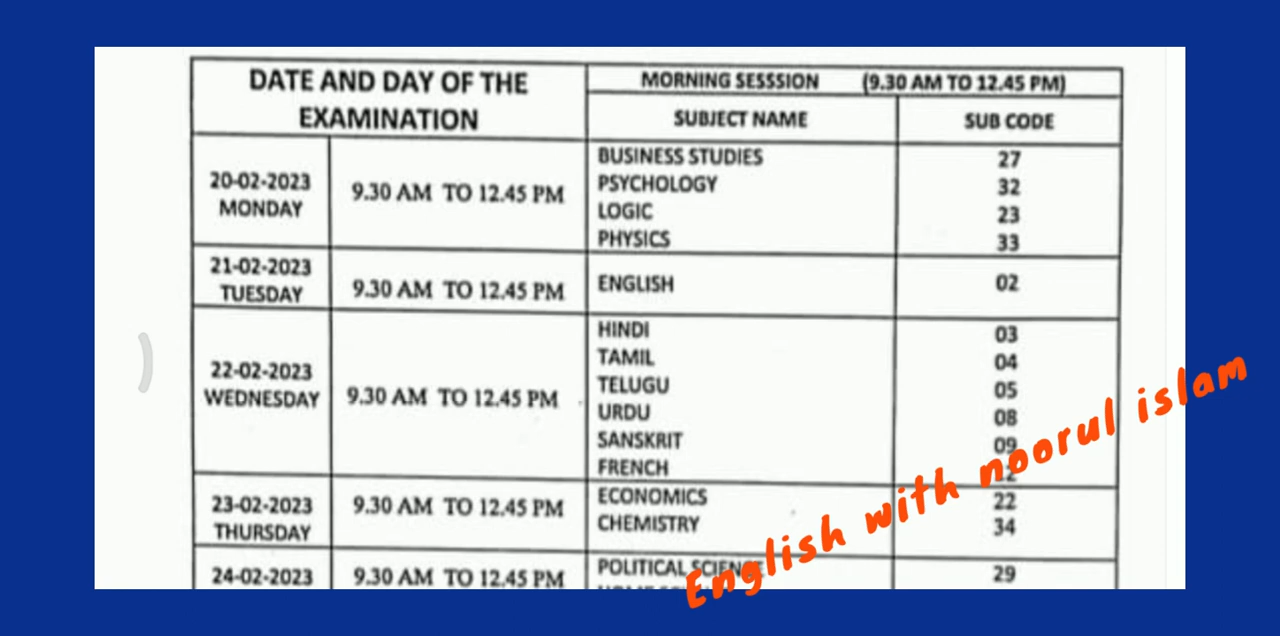 DATE AND DAY OF THE EXAMINATION
MORNING SESSSION (9.30 AM TO 12.45 PM)
SUBJECT NAME SUB CODE
20-02-2023 MONDAY 9.30 AM TO 12.45 PM
BUSINESS STUDIES 27
PSYCHOLOGY 32
LOGIC 23
PHYSICS 33
21-02-2023 TUESDAY 9.30 AM TO 12.45 PM
ENGLISH 02
22-02-2023 WEDNESDAY 9.30 AM TO 12.45 PM
HINDI 03
TAMIL 04
TELUGU 05
URDU 08
SANSKRIT 09
FRENCH 12
23-02-2023 THURSDAY 9.30 AM TO 12.45 PM
ECONOMICS 22
CHEMISTRY 34
24-02-2023 9.30 AM TO 12.45 PM
POLITICAL SCIENCE 29
English with noorul islam